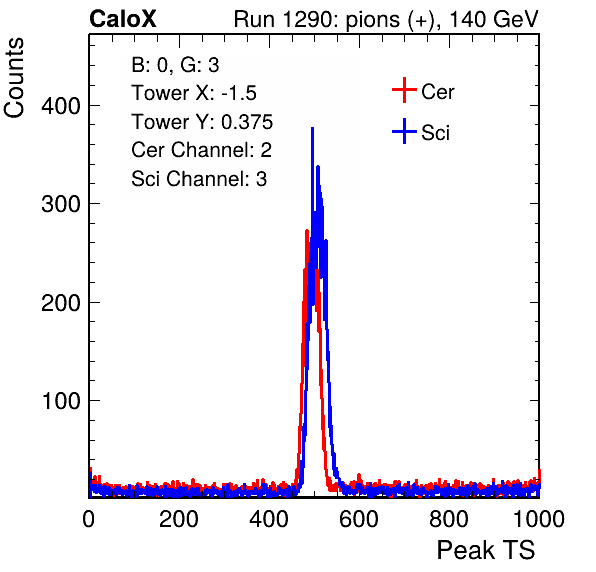 CaloX Run 1290: pions (+), 140 GeV
Counts
B: 0, G: 3
Tower X: -1.5
Tower Y: 0.375
Cer Channel: 2
Sci Channel: 3
Cer
Sci
400
300
200
100
0 200 400 600 800 1000
Peak TS